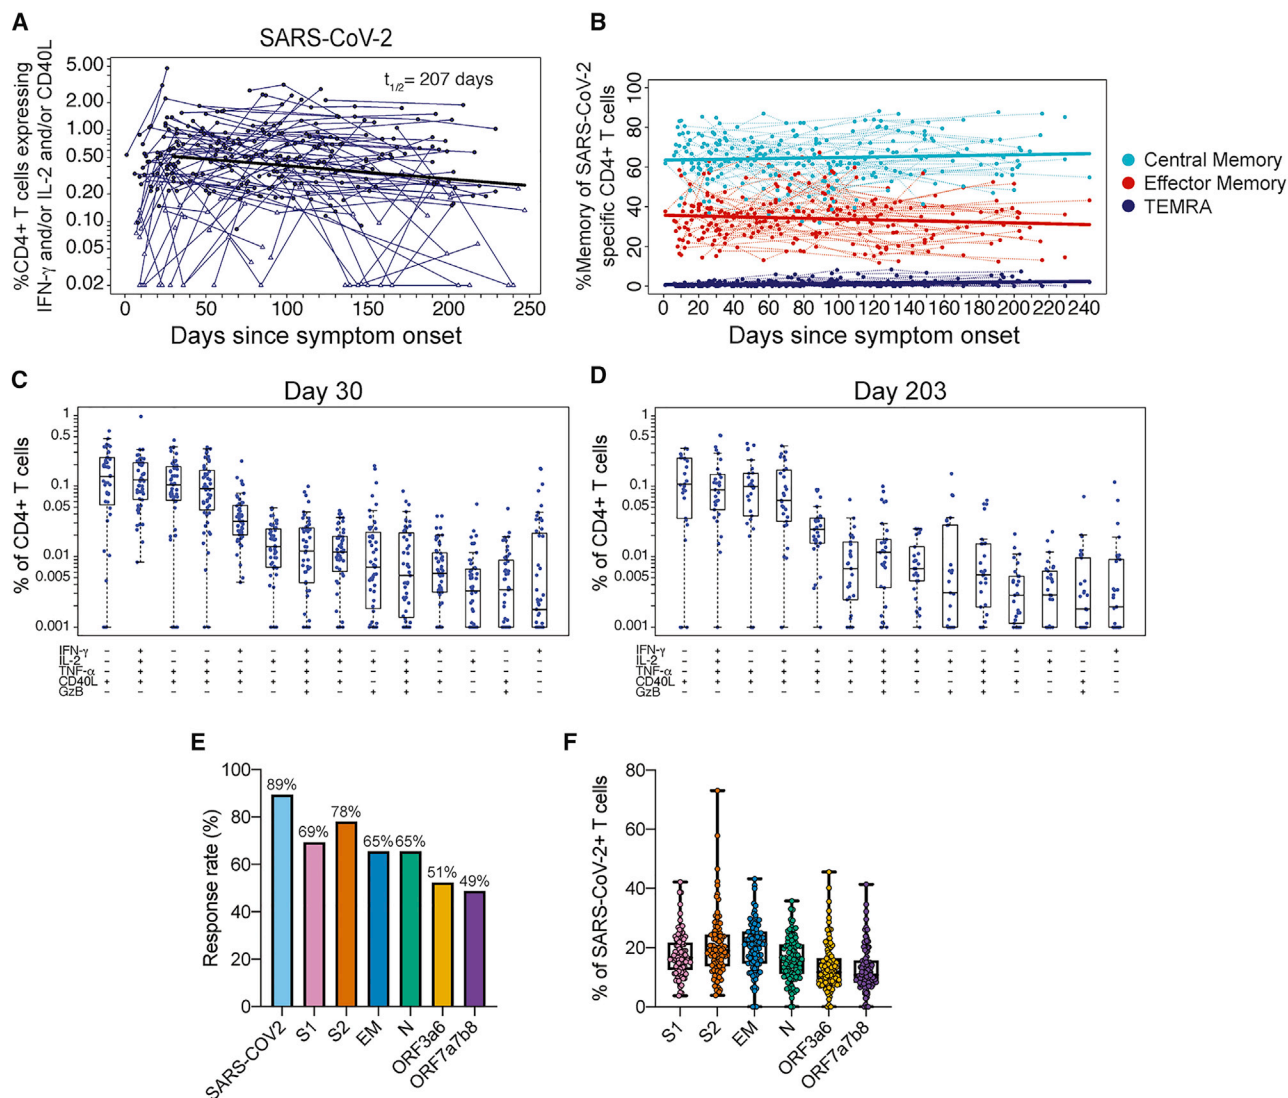 A
SARS-CoV-2
%CD4+ T cells expressing
IFN-γ and/or IL-2 and/or CD40L
t1/2= 207 days
5.00
2.00
1.00
0.50
0.20
0.10
0.05
0.02
0 50 100 150 200 250
Days since symptom onset
B
%Memory of SARS-CoV-2
specific CD4+ T cells
100
80
60
40
20
0
0 20 40 60 80 100 120 140 160 180 200 220 240
Days since symptom onset
Central Memory
Effector Memory
TEMRA
C
Day 30
% of CD4+ T cells
1
0.5
0.1
0.05
0.010
0.005
0.001
IFN-γ - + - - + - + + - - + - - +
IL-2 - + - + - + + + + + - + - -
TNF-α - + + + + - + + - + - - - -
CD40L + + + + + + + + - + + - + -
GzB - - - - - - + - + + - - + -
D
Day 203
% of CD4+ T cells
1
0.5
0.1
0.05
0.010
0.005
0.001
IFN-γ
IL-2
TNF-α
CD40L
GzB
E
Response rate (%)
100
80
60
40
20
0
89%
69%
78%
65%
65%
51%
49%
SARS-COV2
S1
S2
EM
N
ORF3a6
ORF7a7b8
F
% of SARS-CoV-2+ T cells
80
60
40
20
0
S1
S2
EM
N
ORF3a6
ORF7a7b8